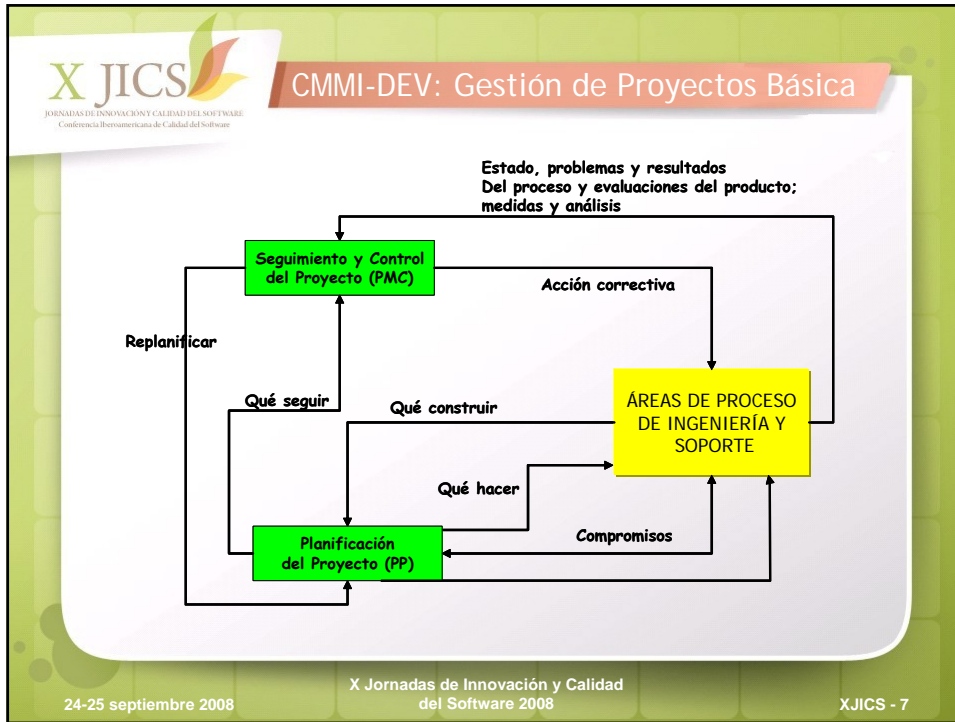 X JICS
JORNADAS DE INNOVACIÓN Y CALIDAD DEL SOFTWARE
Conferencia Iberoamericana de Calidad del Software
CMMI-DEV: Gestión de Proyectos Básica
Estado, problemas y resultados
Del proceso y evaluaciones del producto;
medidas y análisis
Seguimiento y Control
del Proyecto (PMC)
Acción correctiva
Replanificar
Qué seguir
Qué construir
ÁREAS DE PROCESO
DE INGENIERÍA Y
SOPORTE
Qué hacer
Compromisos
Planificación
del Proyecto (PP)
24-25 septiembre 2008
X Jornadas de Innovación y Calidad
del Software 2008
XJICS - 7